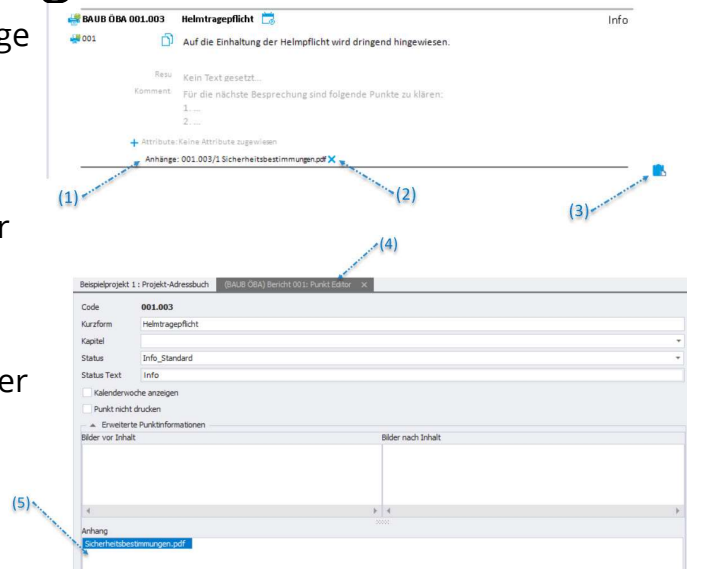 ge
BAUB ÖBA 001.003 Helmtragepflicht Info
001 Auf die Einhaltung der Helmpflicht wird dringend hingewiesen.
Resu Kein Text gesetzt...
Komment Für die nächste Besprechung sind folgende Punkte zu klären:
1. ...
2. ...
+ Attribute: Keine Attribute zugewiesen
Anhänge: 001.003/1 Sicherheitsbestimmungen.pdf
(1)
(2)
(3)
r
(4)
Beispielprojekt 1 : Projekt-Adressbuch (BAUB ÖBA) Bericht 001: Punkt Editor ×
Code 001.003
Kurzform Helmtragepflicht
Kapitel
Status Info_Standard
Status Text Info
er
Kalenderwoche anzeigen
Punkt nicht drucken
Erweiterte Punktinformationen
Bilder vor Inhalt Bilder nach Inhalt
(5)
Anhang
Sicherheitsbestimmungen.pdf